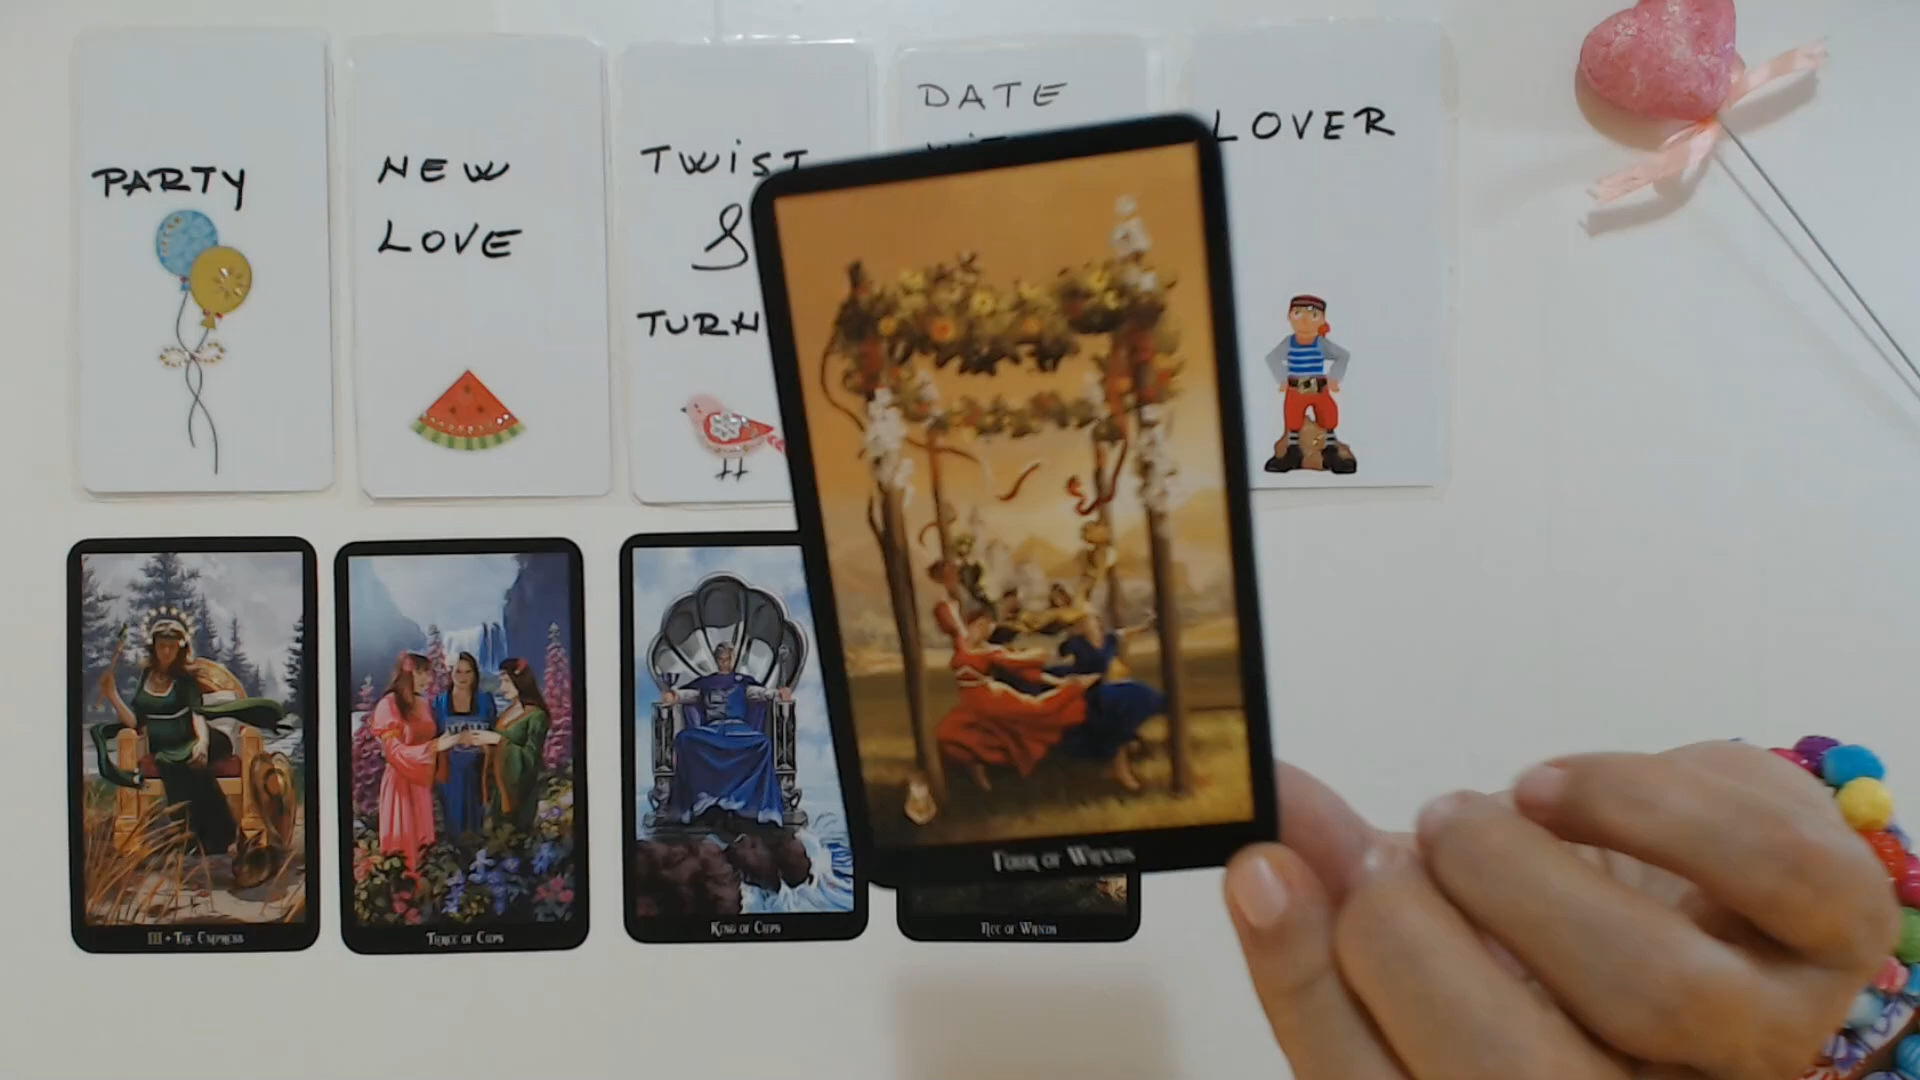 PARTY
NEW
LOVE
TWIST
&
TURN
DATE
LOVER
FOUR OF WANDS
III • THE EMPRESS
THREE OF CUPS
KING OF CUPS
ACE OF WANDS